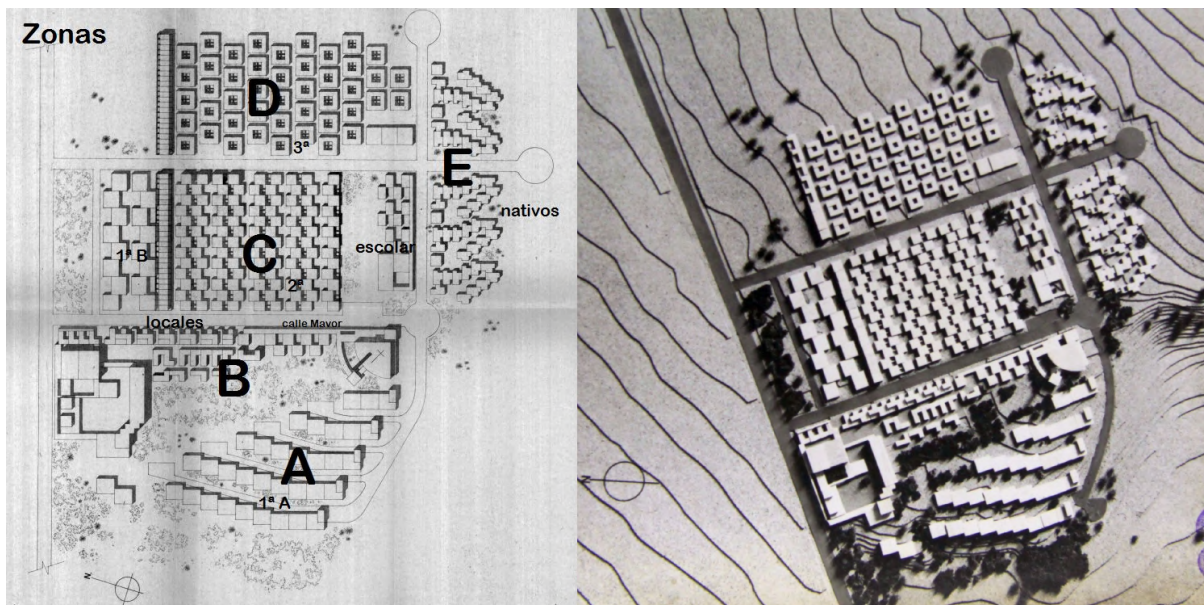 Zonas
D
3ª
E
nativos
1ª B
C
escolar
2ª
locales
calle Mayor
B
A
1ª A
N
N